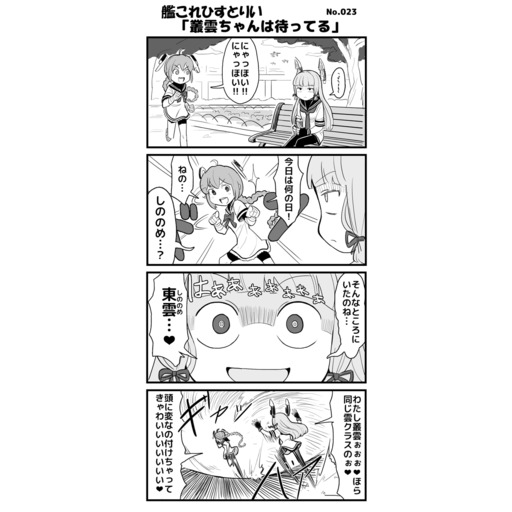 艦これひすとりい
No.023
「叢雲ちゃんは待ってる」
にゃっほい!!
にゃっほい!!
今日は何の日!
ねの…
しののめ…?
そんなところに
いたのね…
はぁぁぁぁぁぁぁ
しののめ
東雲…♥
わたし叢雲ぉぉぉ♥ほら
同じ雲クラスのぉ♥
頭に変なの付けちゃって
きゃわいいいいいいい♥